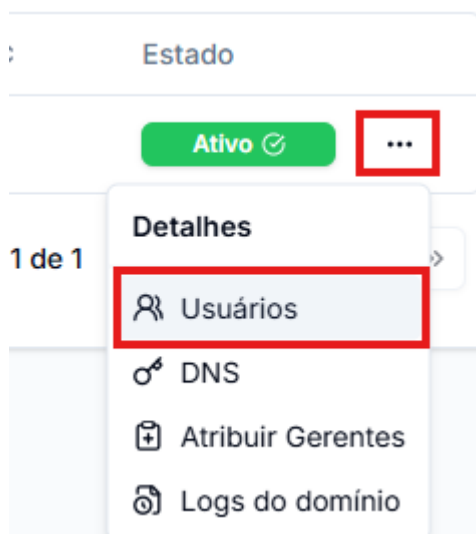 Estado
Ativo
Detalhes
1 de 1
Usuários
DNS
Atribuir Gerentes
Logs do domínio